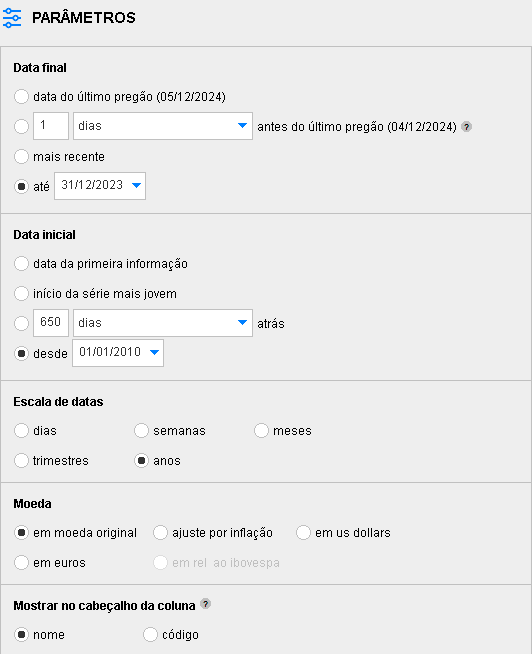 PARÂMETROS
Data final
data do último pregão (05/12/2024)
1 dias antes do último pregão (04/12/2024) ?
mais recente
até 31/12/2023
Data inicial
data da primeira informação
início da série mais jovem
650 dias atrás
desde 01/01/2010
Escala de datas
dias semanas meses
trimestres anos
Moeda
em moeda original ajuste por inflação em us dollars
em euros em rel ao ibovespa
Mostrar no cabeçalho da coluna ?
nome código